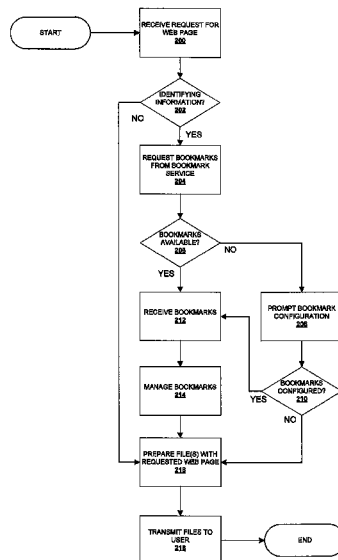 START
RECEIVE REQUEST FOR
WEB PAGE
200
IDENTIFYING
INFORMATION?
202
NO
YES
REQUEST BOOKMARKS
FROM BOOKMARK
SERVICE
204
BOOKMARKS
AVAILABLE?
206
NO
YES
RECEIVE BOOKMARKS
212
PROMPT BOOKMARK
CONFIGURATION
208
MANAGE BOOKMARKS
214
BOOKMARKS
CONFIGURED?
210
YES
NO
PREPARE FILE(S) WITH
REQUESTED WEB PAGE
216
TRANSMIT FILES TO
USER
218
END